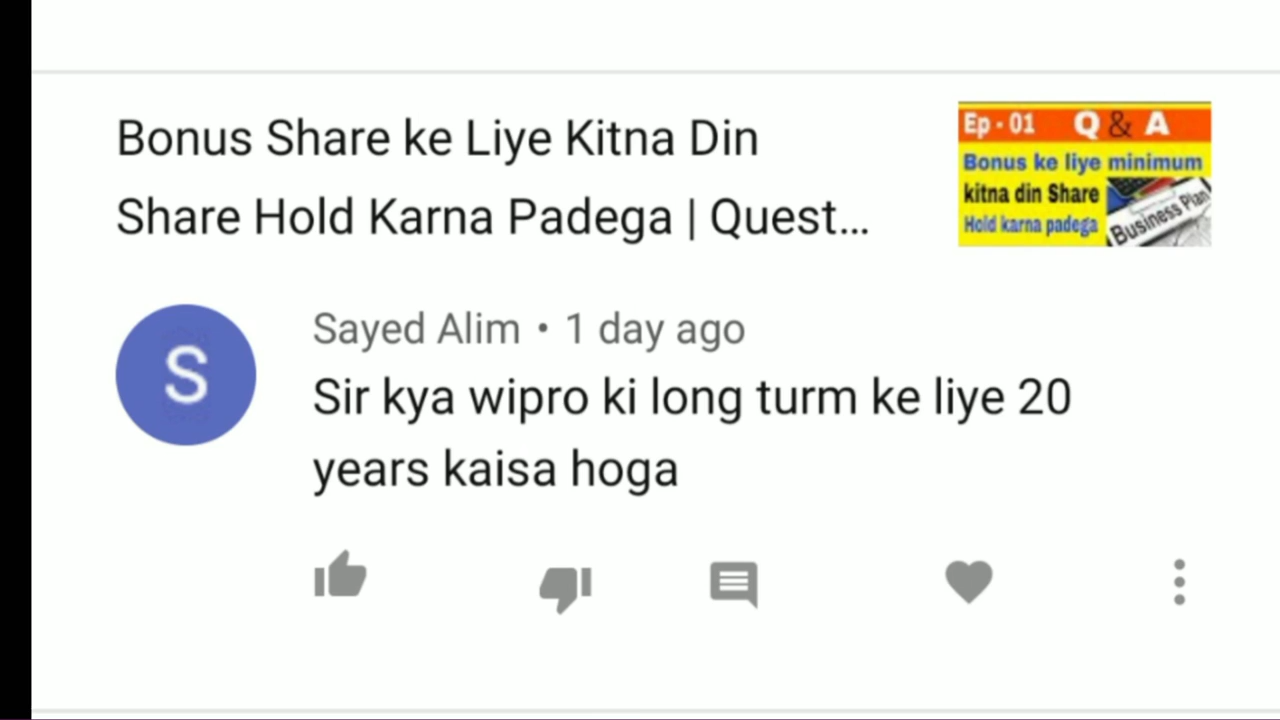 Bonus Share ke Liye Kitna Din
Share Hold Karna Padega | Quest...
Ep - 01 Q & A
Bonus ke liye minimum
kitna din Share
Hold karna padega
Business Plan
S
Sayed Alim • 1 day ago
Sir kya wipro ki long turm ke liye 20
years kaisa hoga